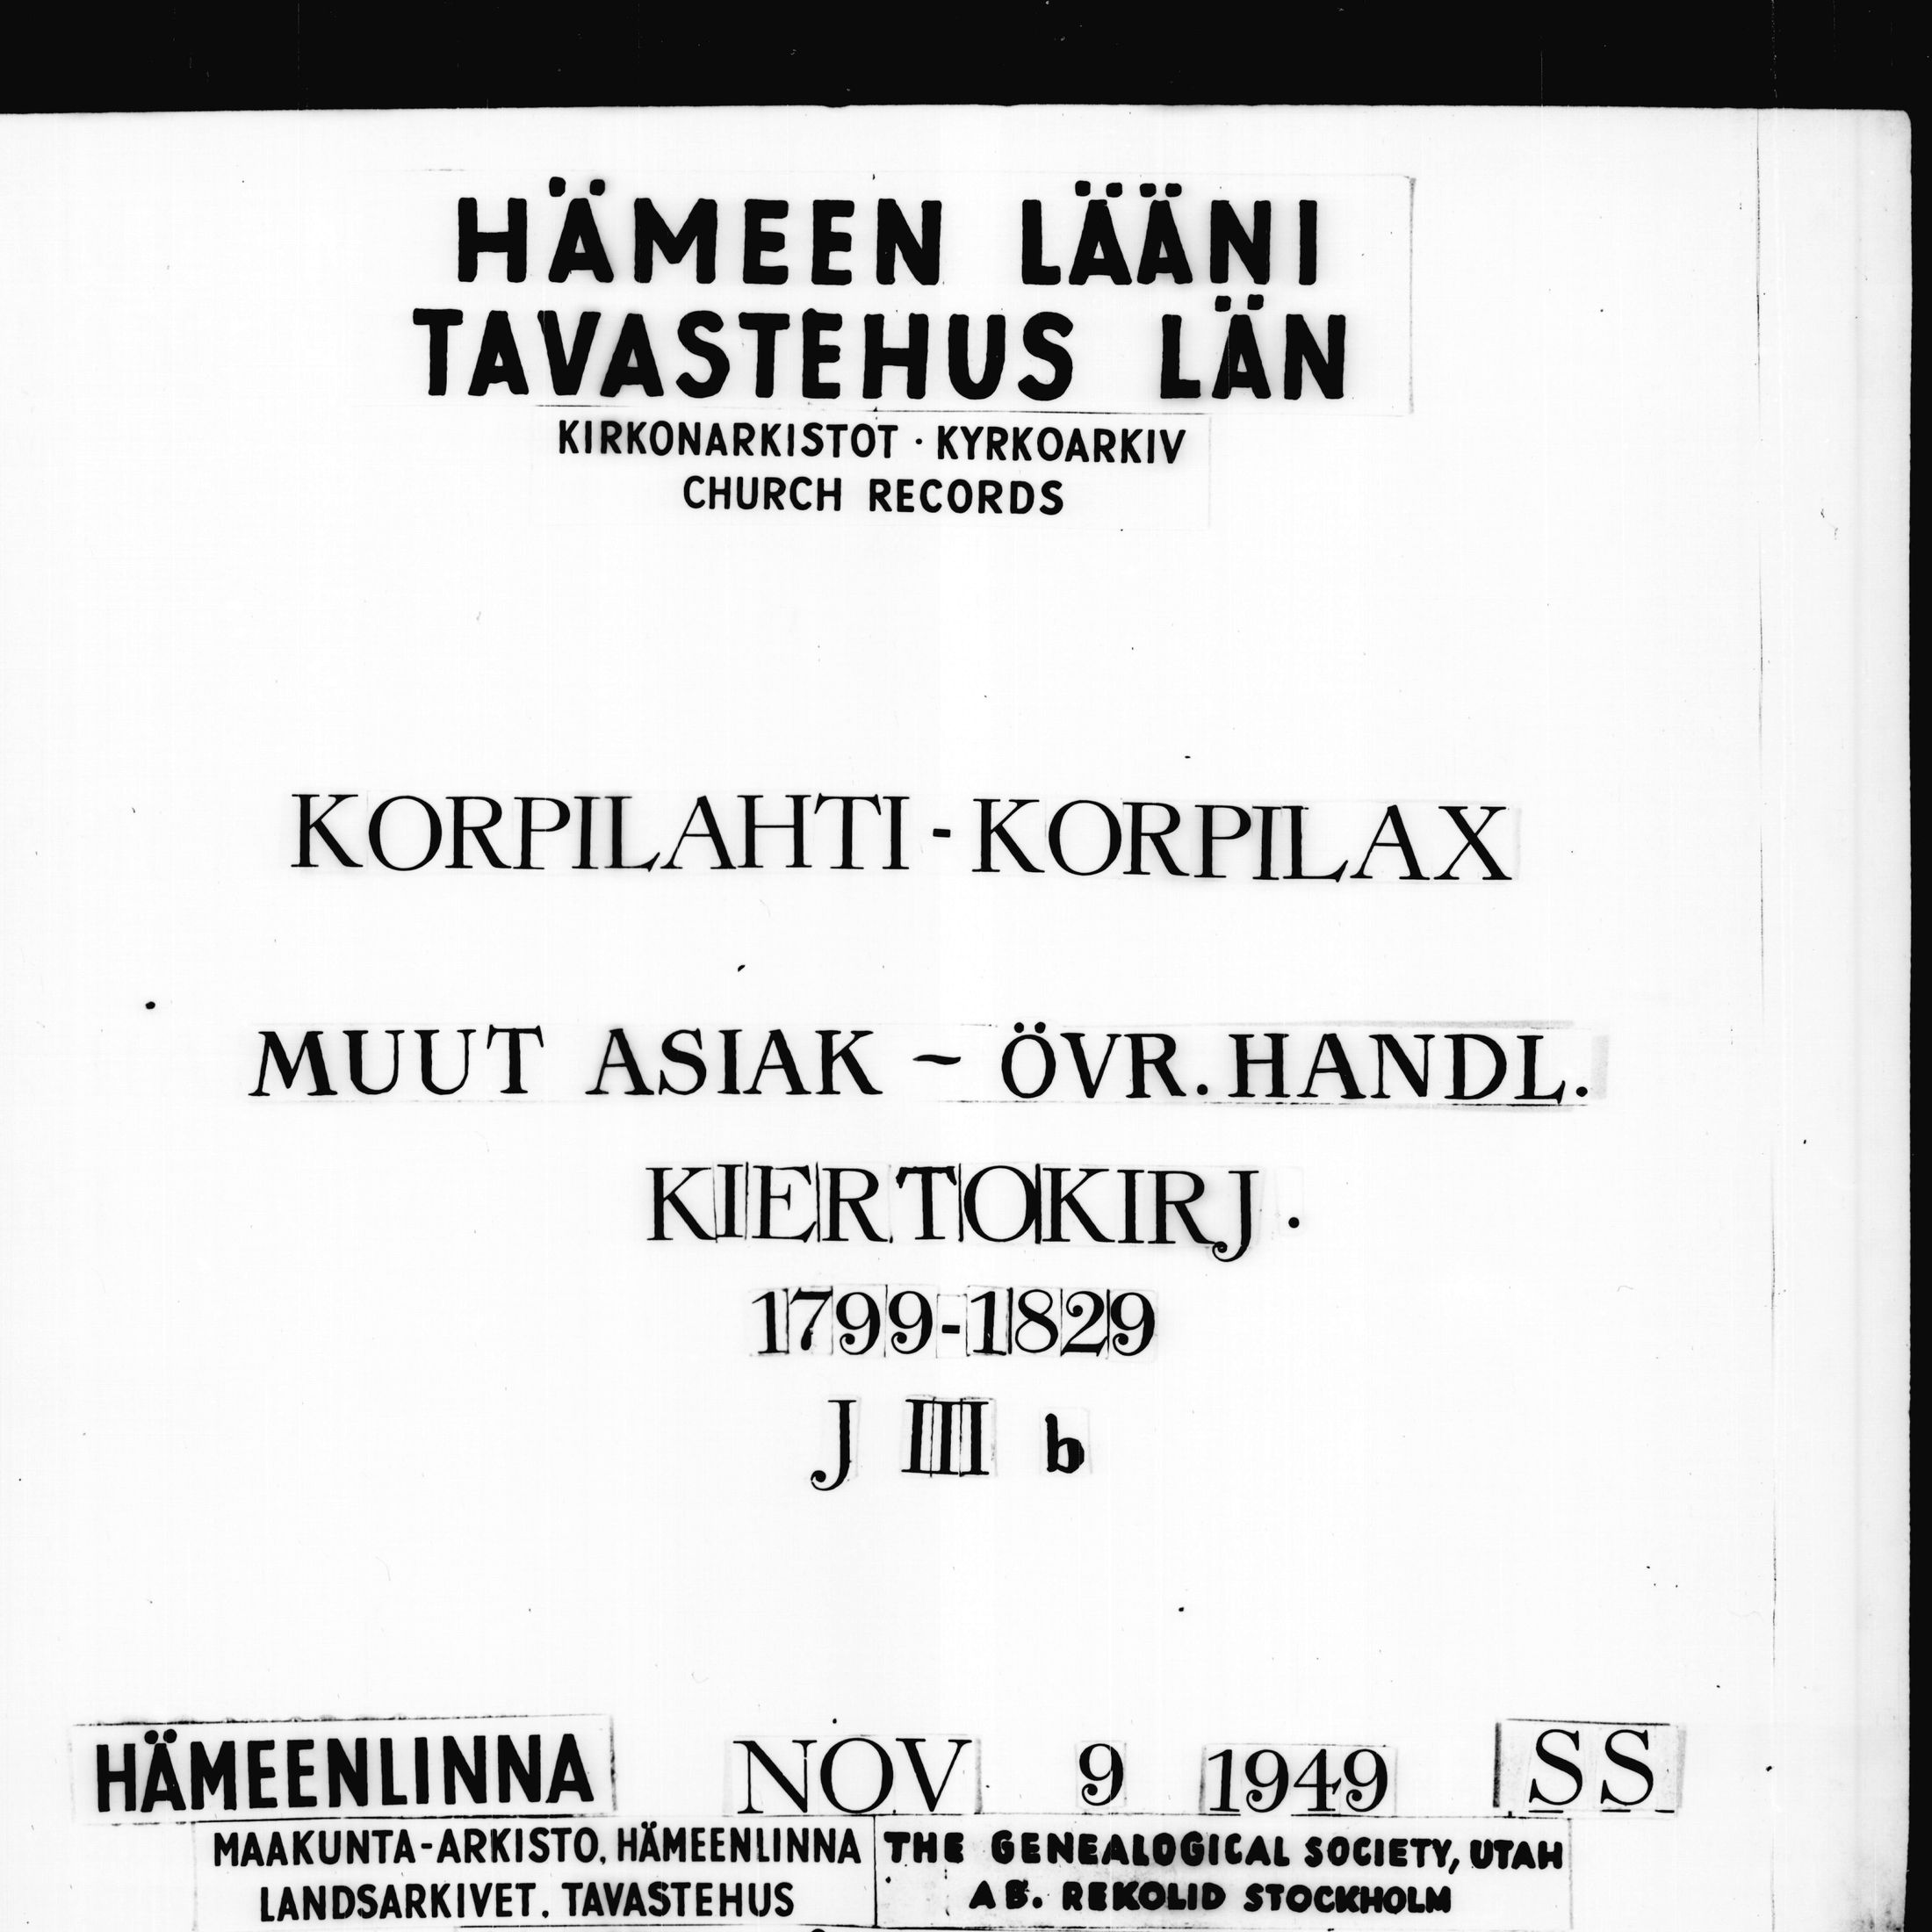 HÄMEEN LÄÄNI
TAVASTEHUS LÄN
KIRKONARKISTOT · KYRKOARKIV
CHURCH RECORDS
KORPILAHTI - KORPILAX
MUUT ASIAK ~ ÖVR. HANDL.
KIERTOKIRJ.
1799-1829
J III b
HÄMEENLINNA NOV 9 1949 SS
MAAKUNTA-ARKISTO, HÄMEENLINNA
LANDSARKIVET. TAVASTEHUS
THE GENEALOGICAL SOCIETY, UTAH
AB. REKOLID STOCKHOLM